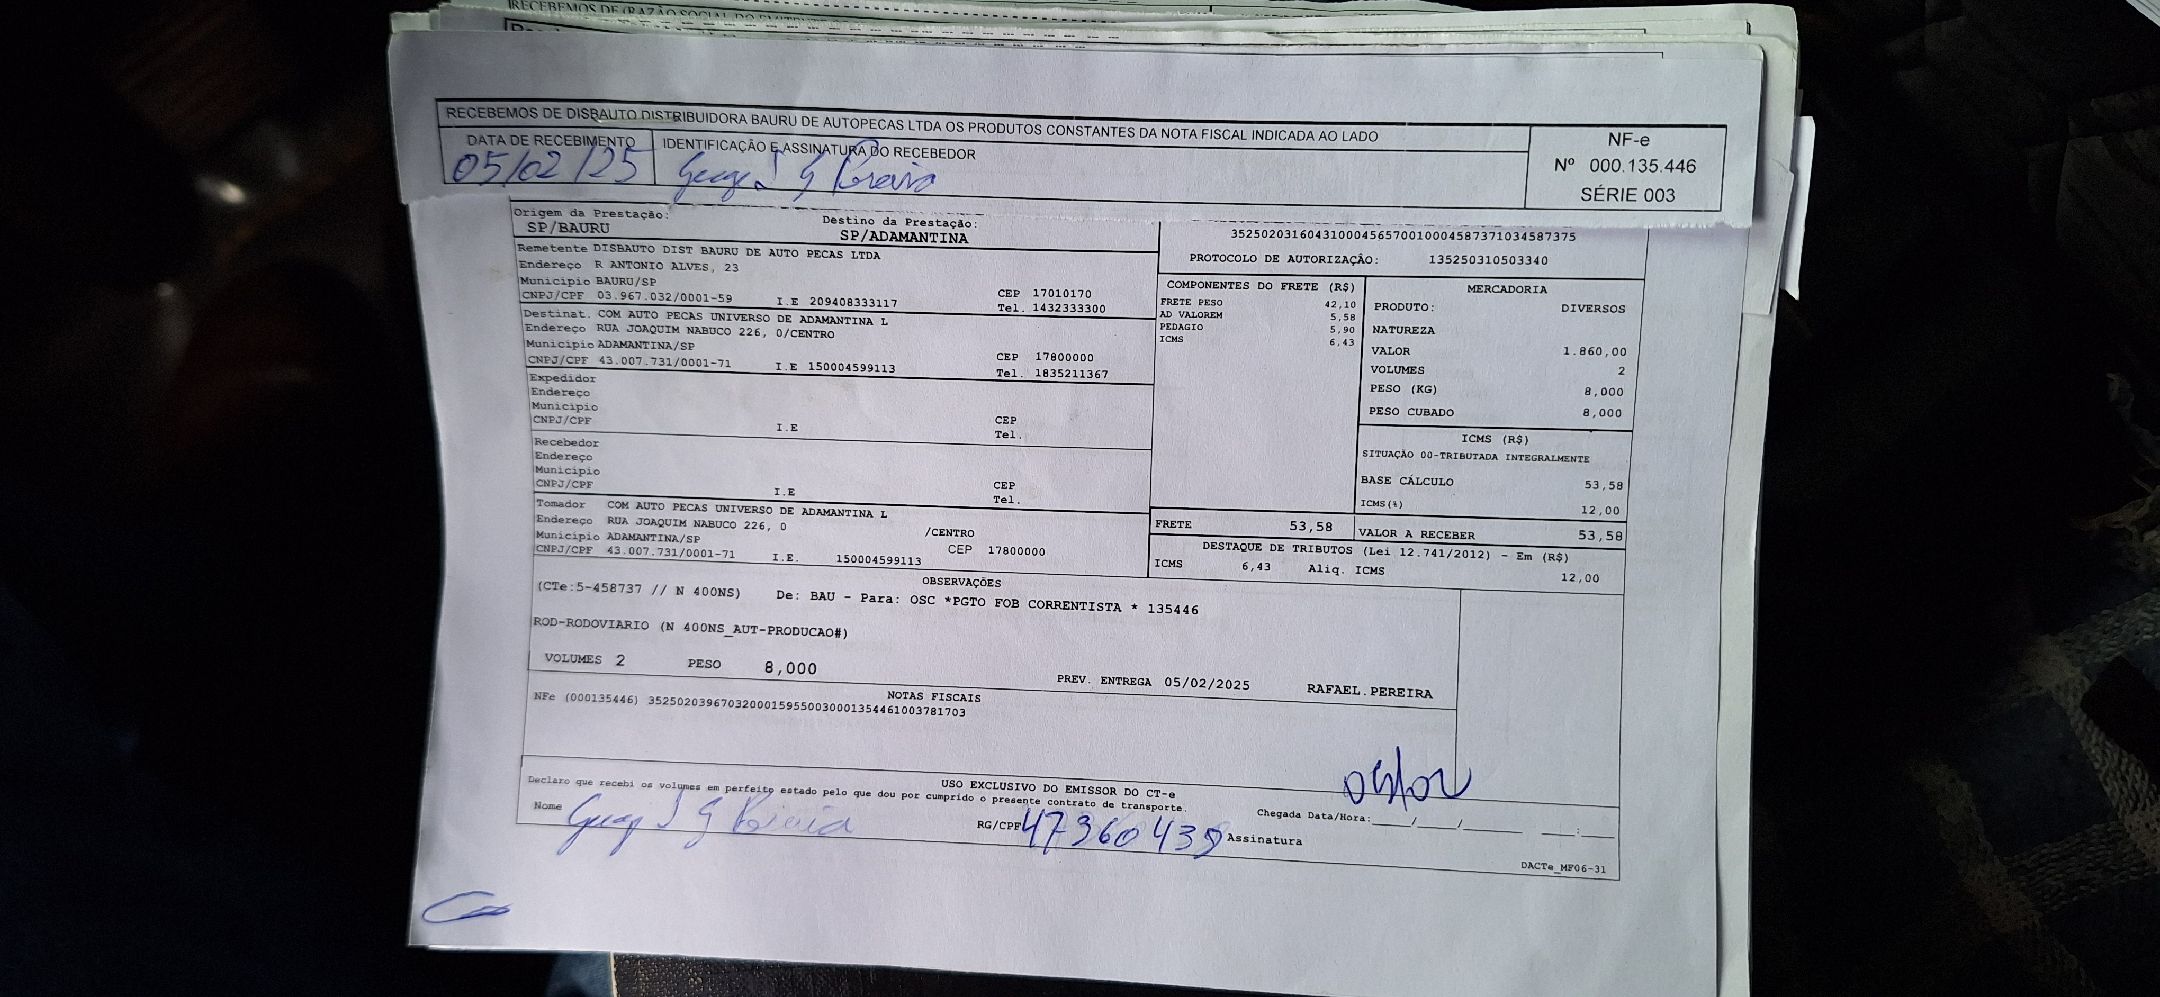 RECEBEMOS DE (RAZÃO SOCIAL DO EMITENTE
RECEBEMOS DE DISBAUTO DISTRIBUIDORA BAURU DE AUTOPECAS LTDA OS PRODUTOS CONSTANTES DA NOTA FISCAL INDICADA AO LADO
DATA DE RECEBIMENTO IDENTIFICAÇÃO E ASSINATURA DO RECEBEDOR
05/02/25
NF-e
Nº 000.135.446
SÉRIE 003
Origem da Prestação: Destino da Prestação:
SP/BAURU SP/ADAMANTINA
Remetente DISBAUTO DIST BAURU DE AUTO PECAS LTDA
Endereço R ANTONIO ALVES, 23
Municipio BAURU/SP CEP 17010170
CNPJ/CPF 03.967.032/0001-59 I.E 209408333117 Tel. 1432333300
Destinat. COM AUTO PECAS UNIVERSO DE ADAMANTINA L
Endereço RUA JOAQUIM NABUCO 226, 0/CENTRO
Municipio ADAMANTINA/SP CEP 17800000
CNPJ/CPF 43.007.731/0001-71 I.E 150004599113 Tel. 1835211367
Expedidor
Endereço
Municipio CEP
CNPJ/CPF I.E Tel.
Recebedor
Endereço
Municipio CEP
CNPJ/CPF I.E Tel.
Tomador COM AUTO PECAS UNIVERSO DE ADAMANTINA L
Endereço RUA JOAQUIM NABUCO 226, 0 /CENTRO
Municipio ADAMANTINA/SP CEP 17800000
CNPJ/CPF 43.007.731/0001-71 I.E. 150004599113
35250203160431000456570010004587371034587375
PROTOCOLO DE AUTORIZAÇÃO: 135250310503340
COMPONENTES DO FRETE (R$)
FRETE PESO 42,10
AD VALOREM 5,58
PEDAGIO 5,90
ICMS 6,43
MERCADORIA
PRODUTO: DIVERSOS
NATUREZA
VALOR 1.860,00
VOLUMES 2
PESO (KG) 8,000
PESO CUBADO 8,000
ICMS (R$)
SITUAÇÃO 00-TRIBUTADA INTEGRALMENTE
BASE CÁLCULO 53,58
ICMS(%) 12,00
FRETE 53,58 VALOR A RECEBER 53,58
DESTAQUE DE TRIBUTOS (Lei 12.741/2012) - Em (R$)
ICMS 6,43 Aliq. ICMS 12,00
OBSERVAÇÕES
(CTe:5-458737 // N 400NS) De: BAU - Para: OSC *PGTO FOB CORRENTISTA * 135446
ROD-RODOVIARIO (N 400NS_AUT-PRODUCAO#)
VOLUMES 2 PESO 8,000 PREV. ENTREGA 05/02/2025 RAFAEL.PEREIRA
NOTAS FISCAIS
NFe (000135446) 35250203967032000159550030001354461003781703
USO EXCLUSIVO DO EMISSOR DO CT-e
Declaro que recebi os volumes em perfeito estado pelo que dou por cumprido o presente contrato de transporte.
05/02
Chegada Data/Hora:____/____/______ ___:___
Nome RG/CPF Assinatura
DACTe_MF06-31